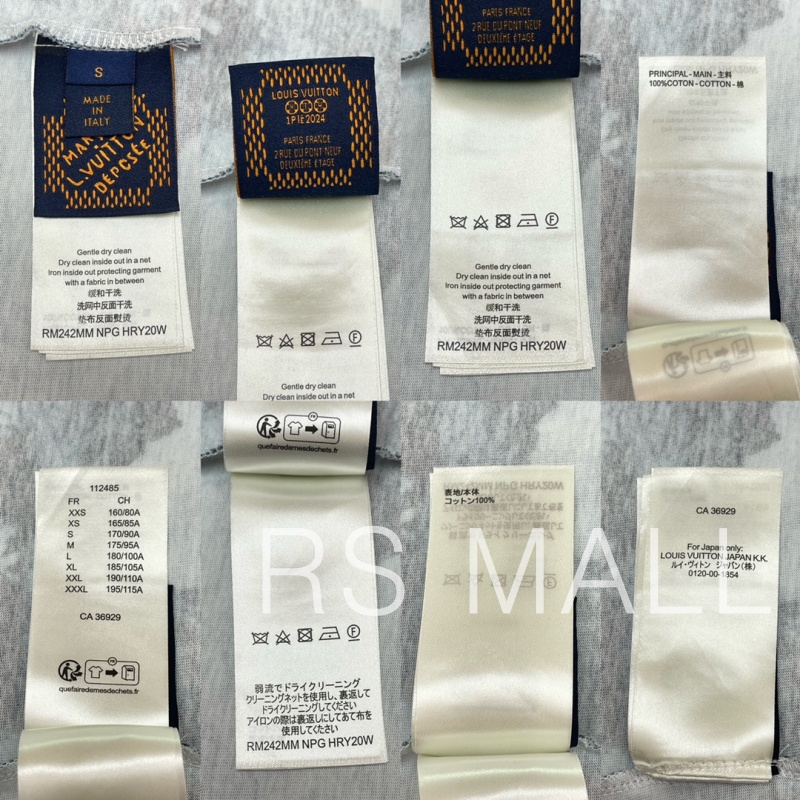 S
MADE
IN
ITALY
L.VUITTON
DÉPOSÉE
Gentle dry clean
Dry clean inside out in a net
Iron inside out protecting garment
with a fabric in between
缓和干洗
洗网中反面干洗
垫布反面熨烫
RM242MM NPG HRY20W
LOUIS VUITTON
1PIE2024
PARIS FRANCE
2 RUE DU PONT NEUF
DEUXIÈME ÉTAGE
Gentle dry clean
Dry clean inside out in a net
PARIS FRANCE
2 RUE DU PONT NEUF
DEUXIÈME ÉTAGE
Gentle dry clean
Dry clean inside out in a net
Iron inside out protecting garment
with a fabric in between
缓和干洗
洗网中反面干洗
垫布反面熨烫
RM242MM NPG HRY20W
PRINCIPAL - MAIN - 主料
100%COTON - COTTON - 棉
112485
FR CH
XXS 160/80A
XS 165/85A
S 170/90A
M 175/95A
L 180/100A
XL 185/105A
XXL 190/110A
XXXL 195/115A
CA 36929
FR
quefairedemesdechets.fr
FR
quefairedemesdechets.fr
弱流でドライクリーニング
クリーニングネットを使用し、裏返して
ドライクリーニングしてください
アイロンの際は裏返しにしてあて布を
使用してください
RM242MM NPG HRY20W
表地/本体
コットン100%
CA 36929
For Japan only:
LOUIS VUITTON JAPAN K.K.
ルイ・ヴィトン ジャパン(株)
0120-00-1854
RS MALL